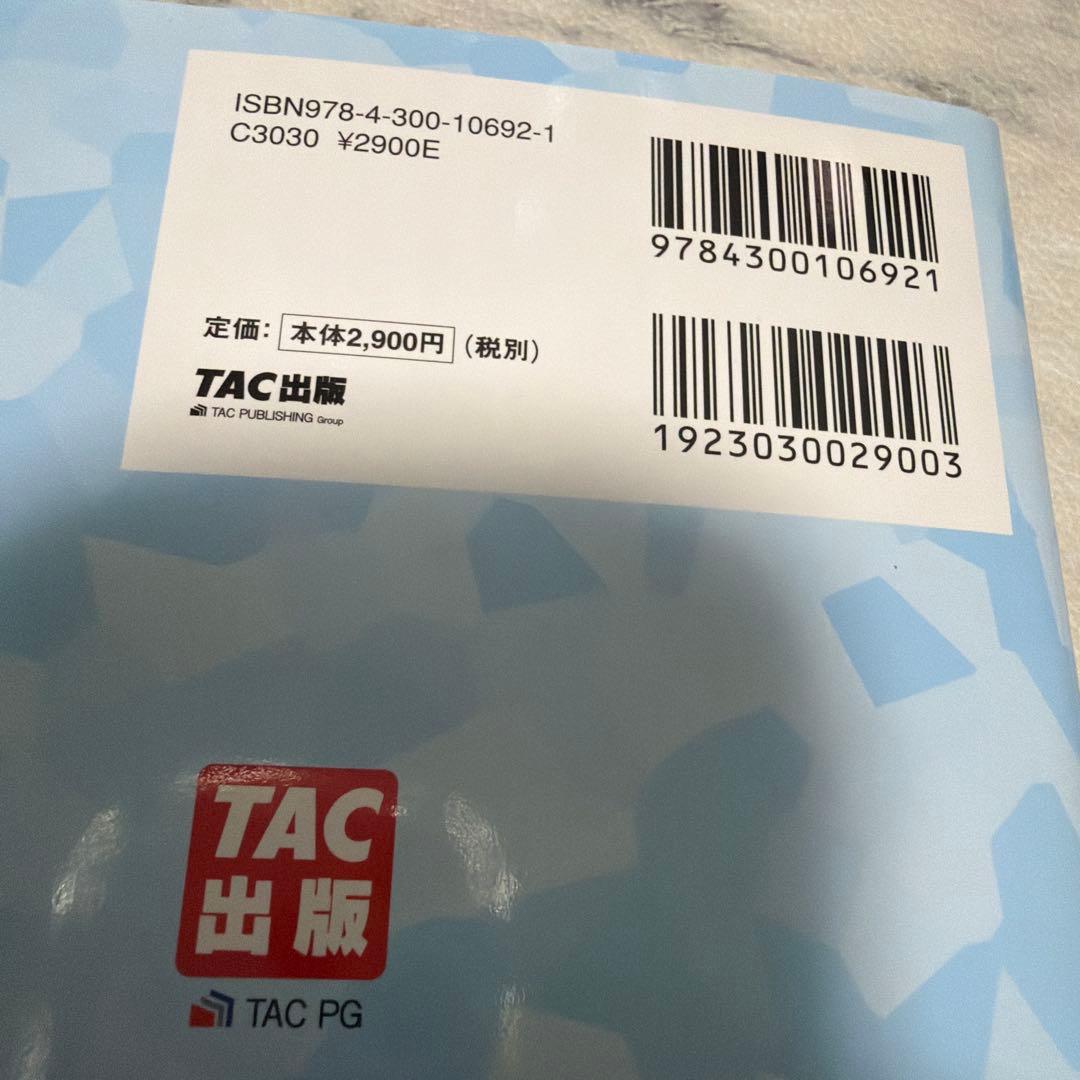 ISBN978-4-300-10692-1
C3030 ¥2900E
9784300106921
定価: 本体2,900円 (税別)
TAC出版
TAC PUBLISHING Group
1923030029003
TAC
出版
TAC PG